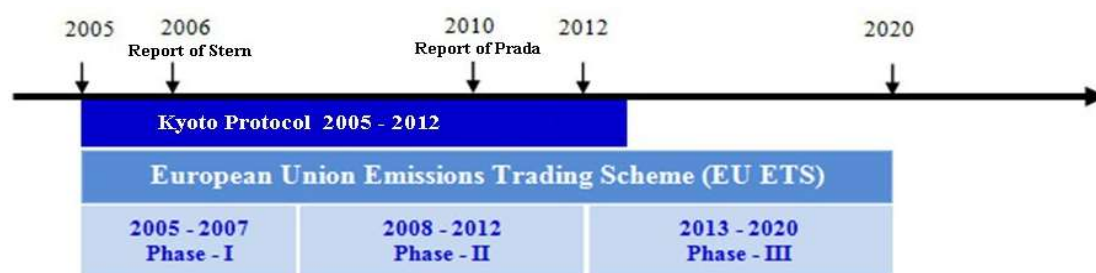 2005 2006 2010 2012 2020
Report of Stern Report of Prada
Kyoto Protocol 2005 - 2012
European Union Emissions Trading Scheme (EU ETS)
2005 - 2007 2008 - 2012 2013 - 2020
Phase - I Phase - II Phase - III